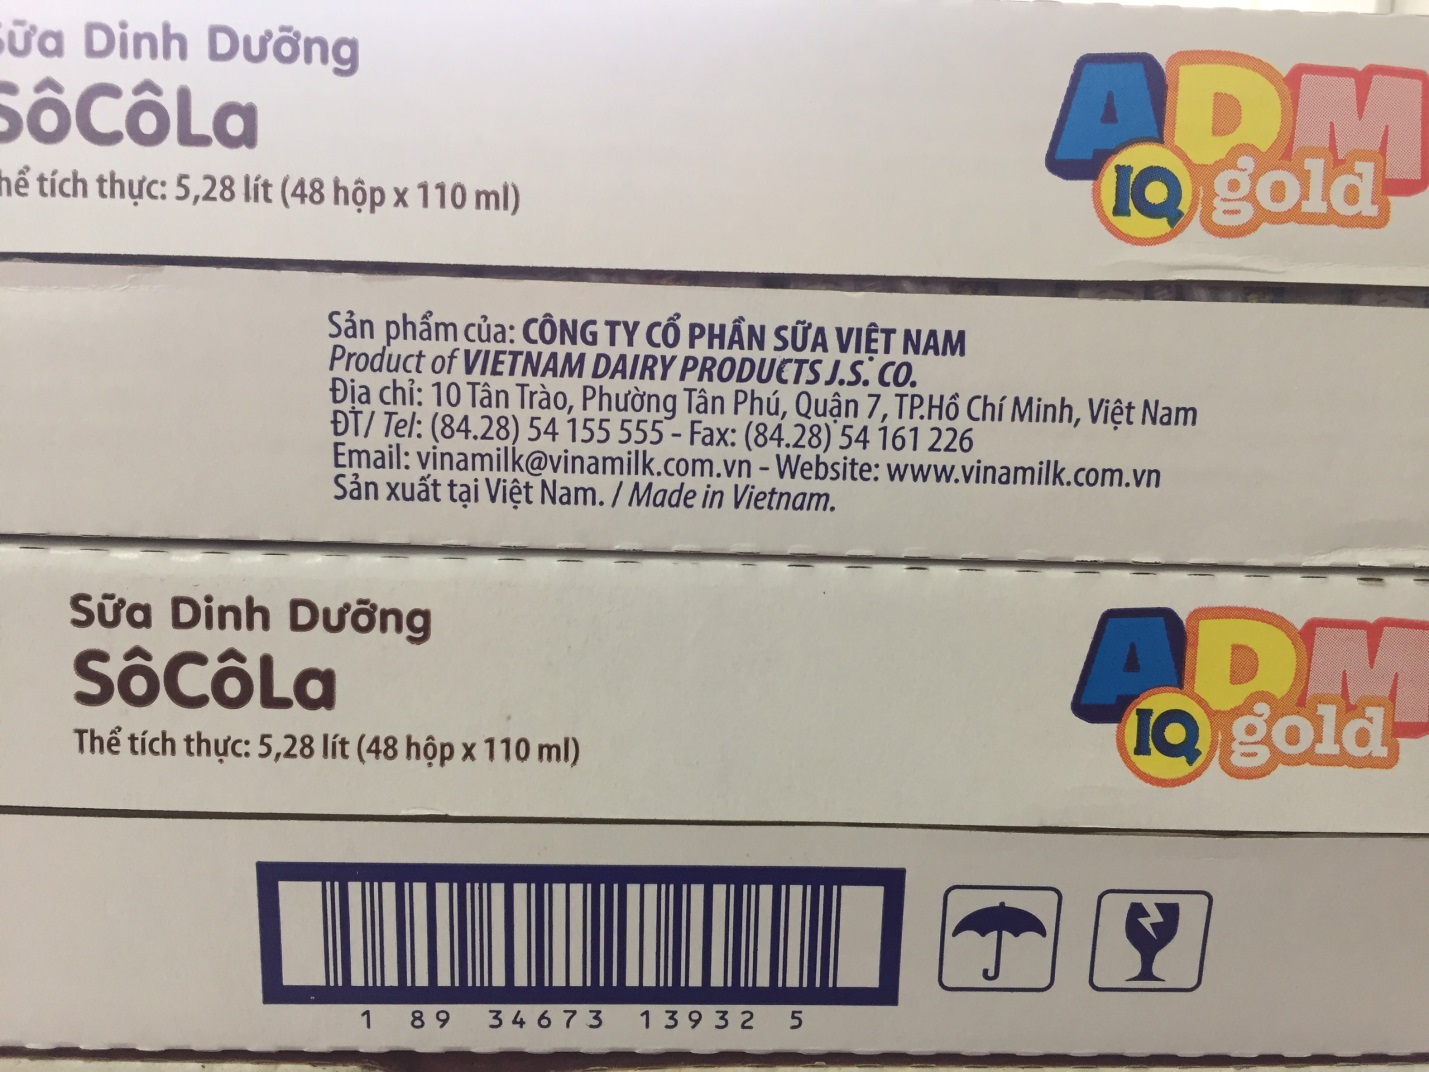 Sữa Dinh Dưỡng
SôCôLa
Thể tích thực: 5,28 lít (48 hộp x 110 ml)
ADM
IQ gold
Sản phẩm của: CÔNG TY CỔ PHẦN SỮA VIỆT NAM
Product of VIETNAM DAIRY PRODUCTS J.S. CO.
Địa chỉ: 10 Tân Trào, Phường Tân Phú, Quận 7, TP.Hồ Chí Minh, Việt Nam
ĐT/ Tel: (84.28) 54 155 555 - Fax: (84.28) 54 161 226
Email: vinamilk@vinamilk.com.vn - Website: www.vinamilk.com.vn
Sản xuất tại Việt Nam. / Made in Vietnam.
Sữa Dinh Dưỡng
SôCôLa
Thể tích thực: 5,28 lít (48 hộp x 110 ml)
ADM
IQ gold
1 89 34673 13932 5